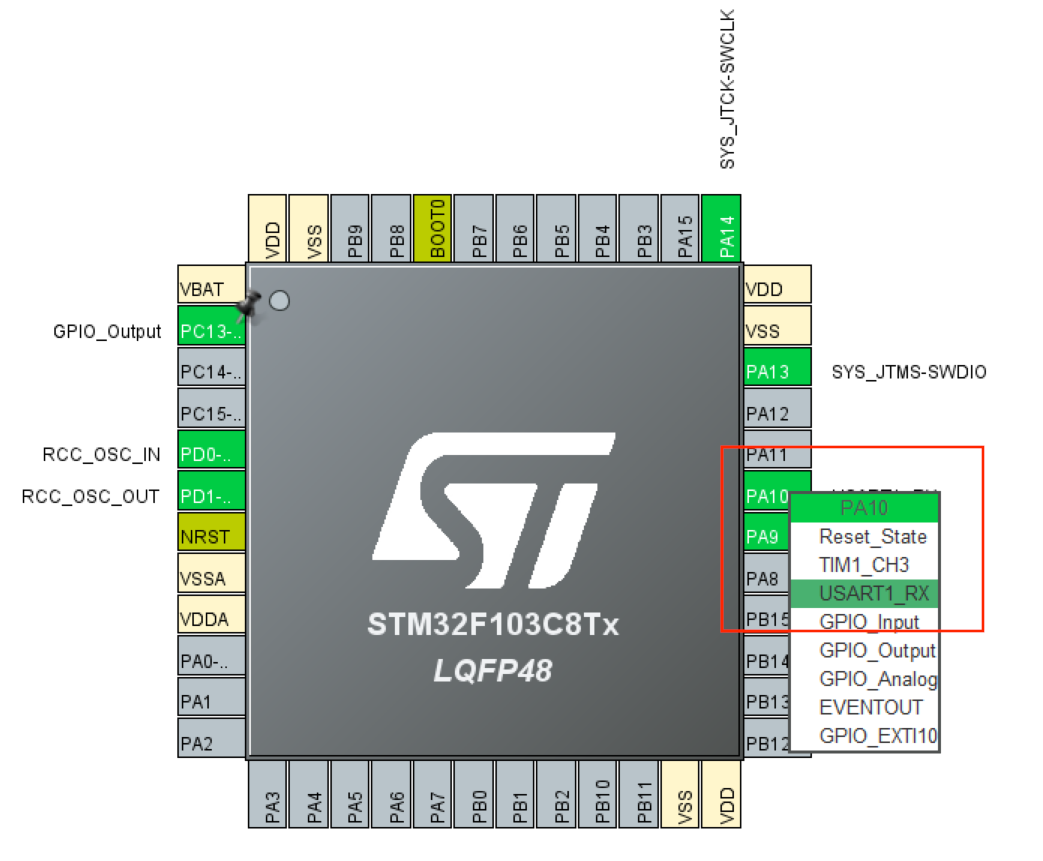 SYS_JTCK-SWCLK
VDD
VSS
PB9
PB8
BOOT0
PB7
PB6
PB5
PB4
PB3
PA15
PA14
VBAT
VDD
GPIO_Output
PC13-..
VSS
PC14-..
PA13
SYS_JTMS-SWDIO
PC15-..
PA12
RCC_OSC_IN
PD0-..
PA11
RCC_OSC_OUT
PD1-..
PA10
NRST
PA9
VSSA
PA8
VDDA
PB15
PA0-..
PB14
PA1
PB13
PA2
PB12
PA10
Reset_State
TIM1_CH3
USART1_RX
GPIO_Input
GPIO_Output
GPIO_Analog
EVENTOUT
GPIO_EXTI10
ST
STM32F103C8Tx
LQFP48
PA3
PA4
PA5
PA6
PA7
PB0
PB1
PB2
PB10
PB11
VSS
VDD